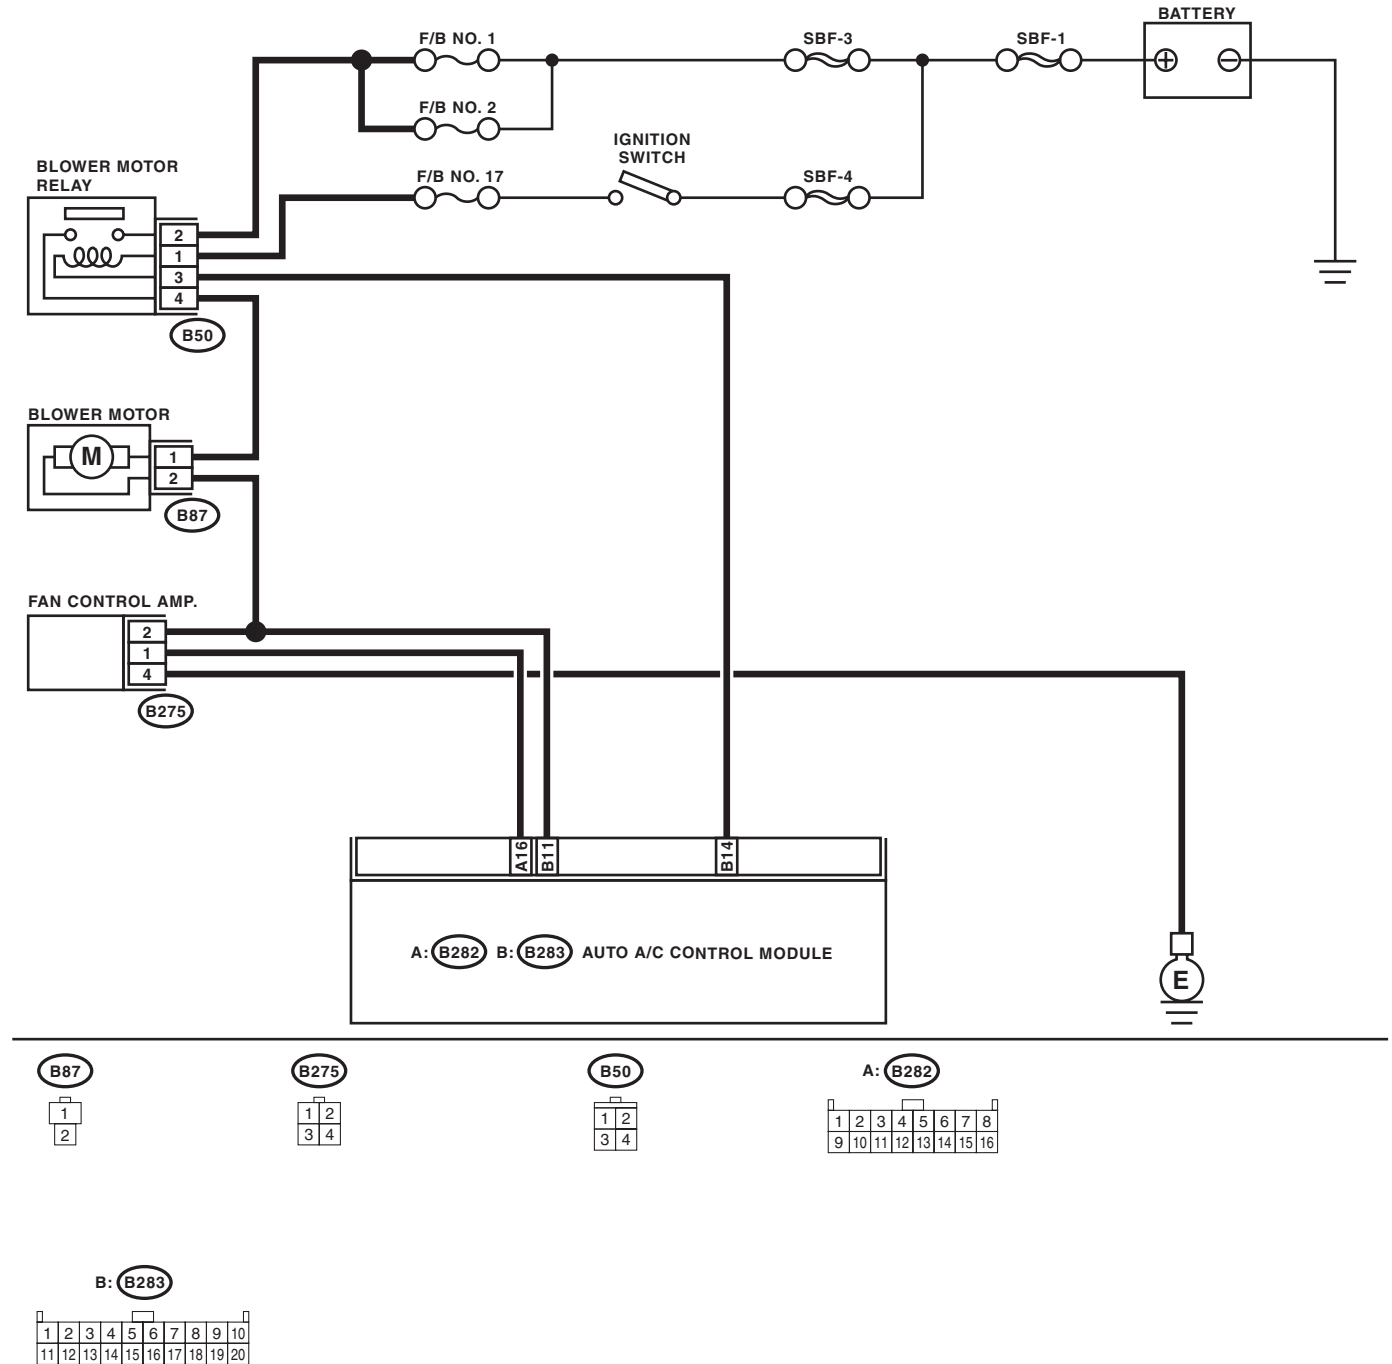 BATTERY
F/B NO. 1
SBF-3
SBF-1
F/B NO. 2
IGNITION
SWITCH
F/B NO. 17
SBF-4
BLOWER MOTOR
RELAY
2
1
3
4
B50
BLOWER MOTOR
M
1
2
B87
FAN CONTROL AMP.
2
1
4
B275
A16
B11
B14
A: B282 B: B283 AUTO A/C CONTROL MODULE
E
B87
1
2
B275
1 2
3 4
B50
1 2
3 4
A: B282
1 2 3 4 5 6 7 8
9 10 11 12 13 14 15 16
B: B283
1 2 3 4 5 6 7 8 9 10
11 12 13 14 15 16 17 18 19 20